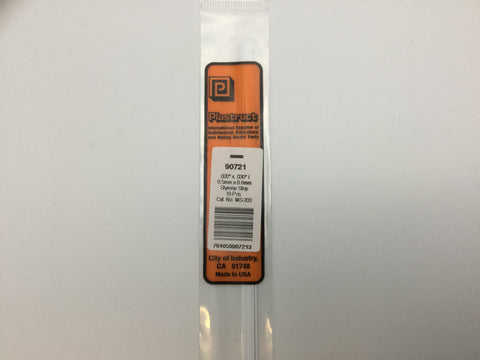 P
Plastruct
International Supplier of
Architectural, Educational
and Hobby Model Parts
90721
.020" x .030" /
0.5mm x 0.8mm
Styrene Strip
10 Pcs.
Cat. No. MS-203
764050007213
City of Industry,
CA 91748
Made in USA